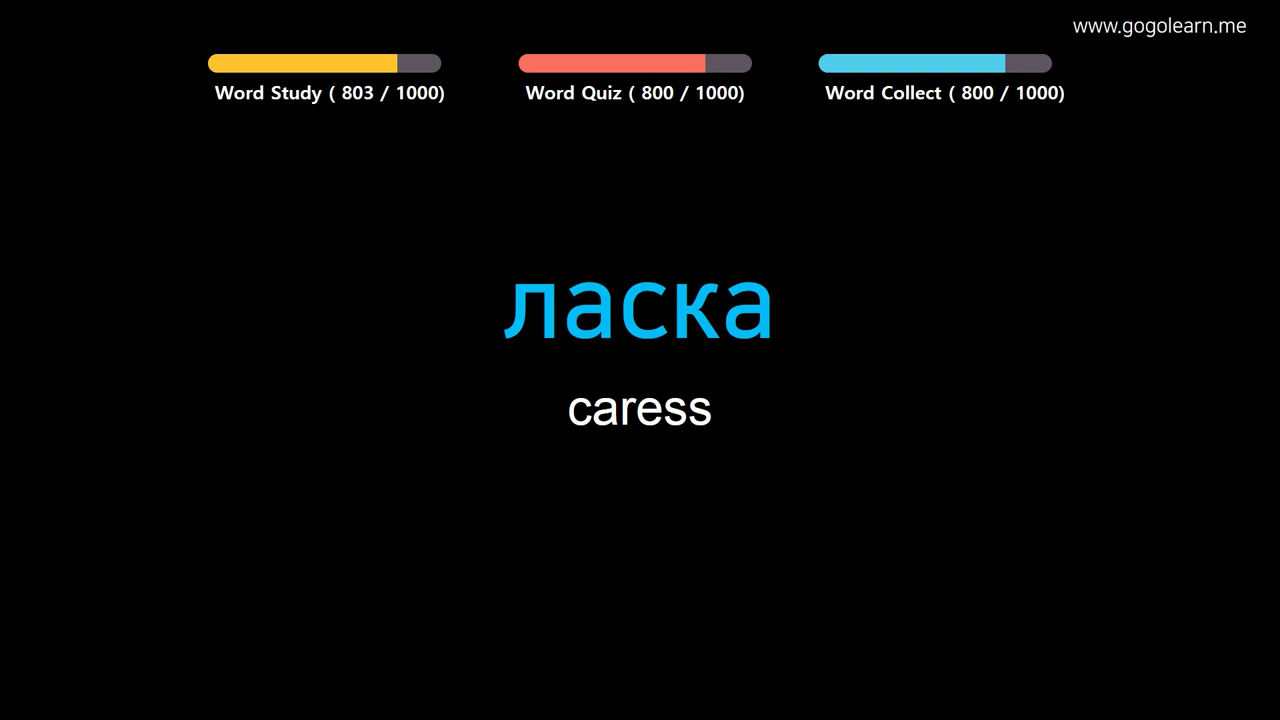 www.gogolearn.me
Word Study ( 803 / 1000)
Word Quiz ( 800 / 1000)
Word Collect ( 800 / 1000)
ласка
caress